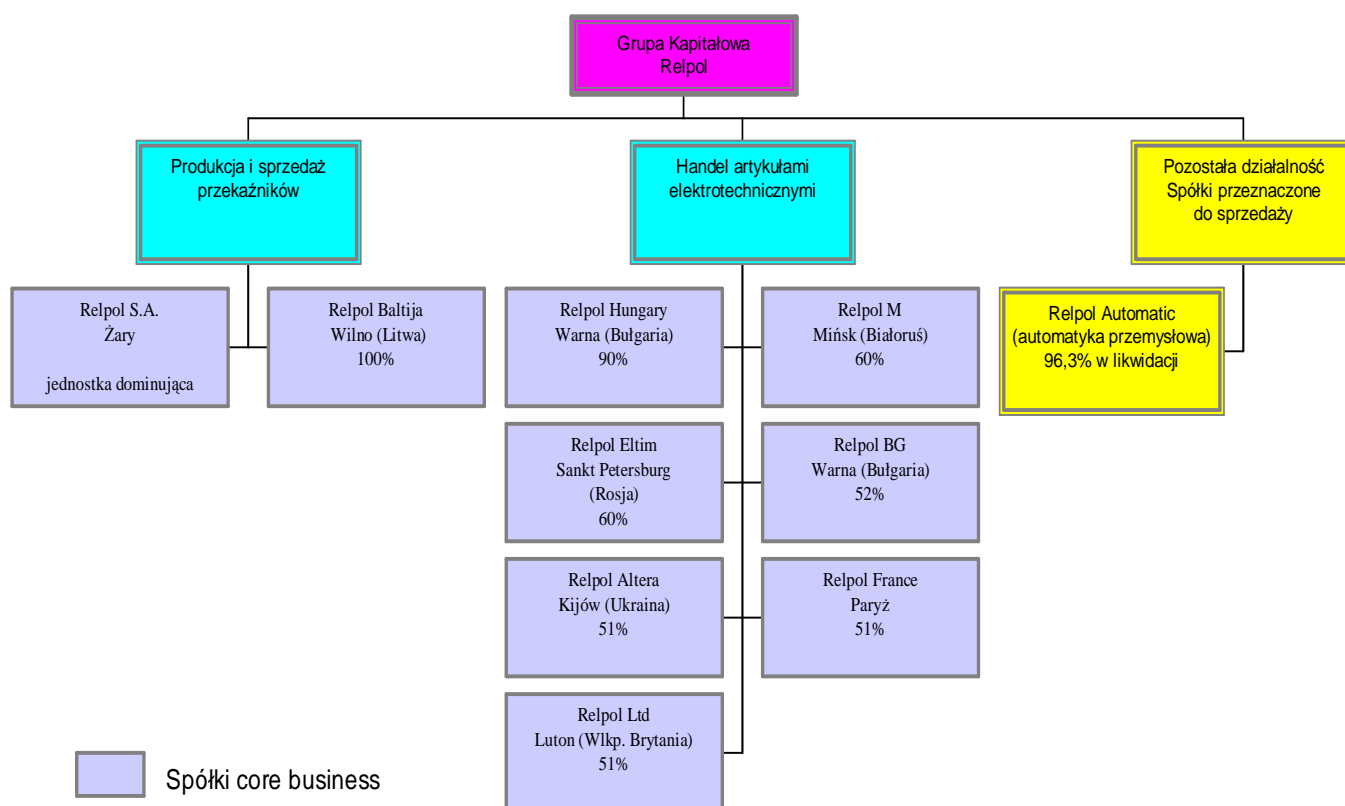 Grupa Kapitałowa
Relpol
Produkcja i sprzedaż
przekaźników
Handel artykułami
elektrotechnicznymi
Pozostała działalność
Spółki przeznaczone
do sprzedaży
Relpol S.A.
Żary
jednostka dominująca
Relpol Baltija
Wilno (Litwa)
100%
Relpol Hungary
Warna (Bułgaria)
90%
Relpol M
Mińsk (Białoruś)
60%
Relpol Automatic
(automatyka przemysłowa)
96,3% w likwidacji
Relpol Eltim
Sankt Petersburg
(Rosja)
60%
Relpol BG
Warna (Bułgaria)
52%
Relpol Altera
Kijów (Ukraina)
51%
Relpol France
Paryż
51%
Relpol Ltd
Luton (Wlkp. Brytania)
51%
Spółki core business